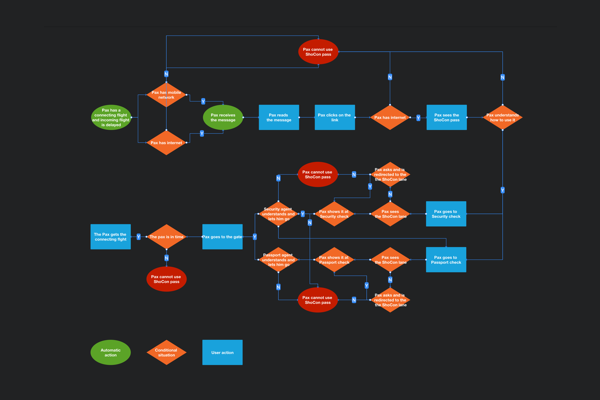 Pax cannot use
ShoCon pass
N
N
N
Pax has mobile
network
Y
Pax has a
connecting flight
and incoming flight
is delayed
Pax receives
the message
Pax reads
the message
Pax clicks on the
link
Pax has internet
Y
Pax sees the
ShoCon pass
Pax understands
how to use it
Y
Pax has internet
Pax cannot use
ShoCon pass
N
Pax asks and is
redirected to the
the ShoCon lane
N
Y
N
Y
Security agent
understands and
lets him go
Y
Pax shows it at
security check
Pax sees
the ShoCon lane
Pax goes to
Security check
N
The Pax gets the
connecting flight
Y
The pax is in time
Pax goes to the gate
Y
N
Passport agent
understands and
lets him go
Pax shows it at
Passport check
Pax sees
the ShoCon lane
Pax goes to
Passport check
Pax cannot use
ShoCon pass
N
Y
N
Pax cannot use
ShoCon pass
N
Pax asks and is
redirected to the
the ShoCon lane
Automatic
action
Conditional
situation
User action